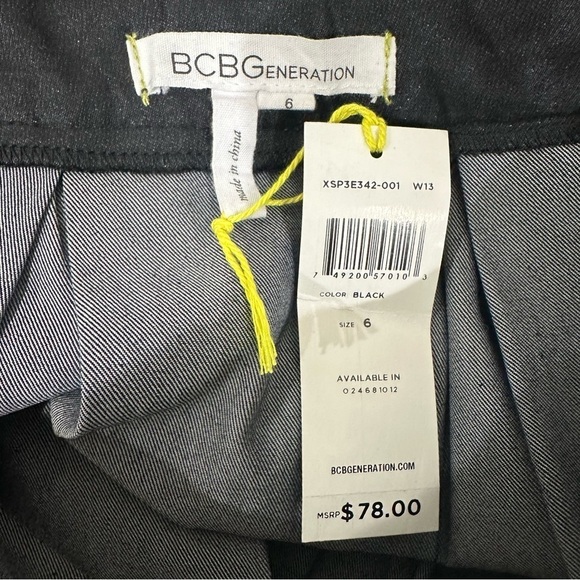 BCBGENERATION
6
made in china
XSP3E342-001 W13
7 49200 57010 3
COLOR BLACK
SIZE 6
AVAILABLE IN
0 2 4 6 8 10 12
BCBGENERATION.COM
MSRP $78.00